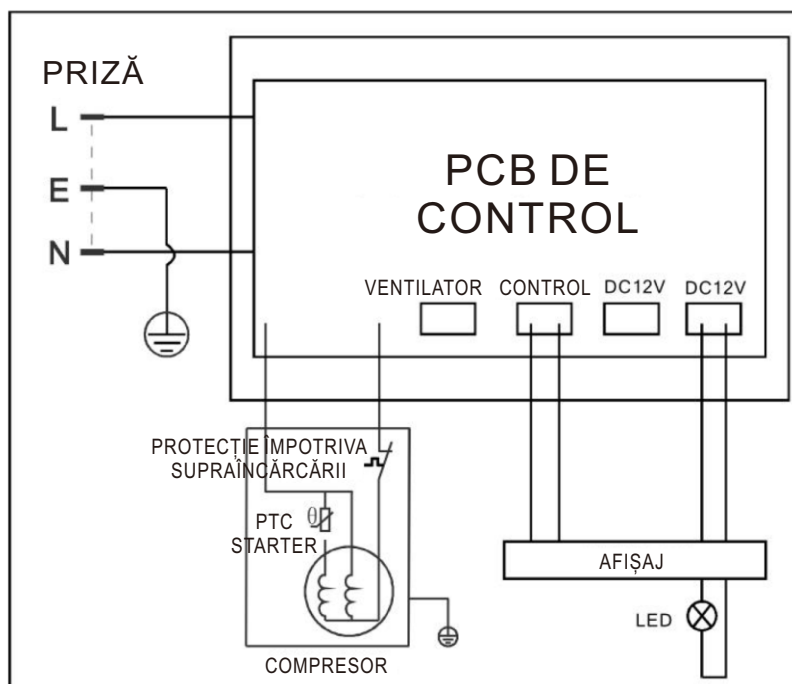 PRIZĂ
L
E
N
PCB DE
CONTROL
VENTILATOR
CONTROL
DC12V
DC12V
PROTECȚIE ÎMPOTRIVA
SUPRAÎNCĂRCĂRII
PTC
STARTER
θ
AFIȘAJ
LED
COMPRESOR